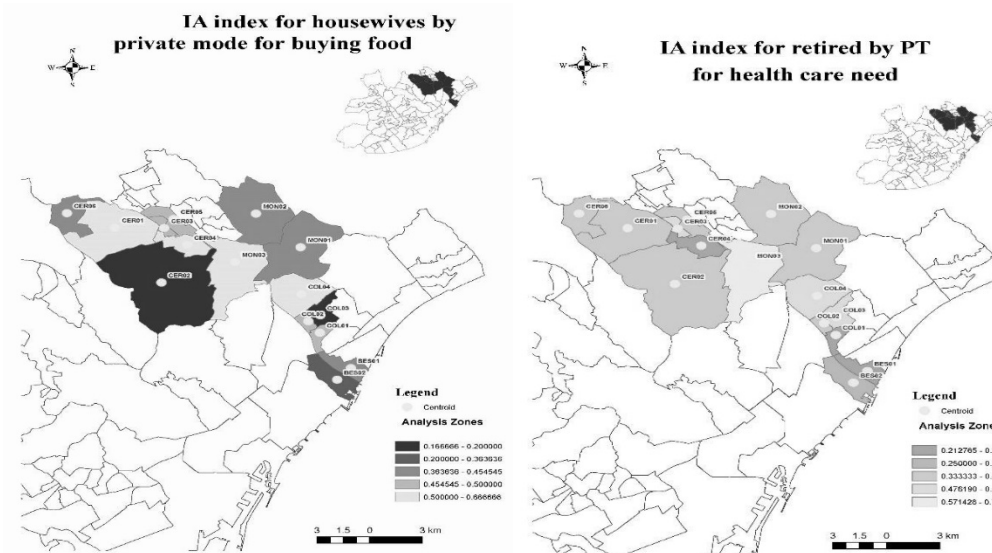 IA index for housewives by
private mode for buying food
N
W
E
S
CER06
CER01
CER05
CER03
CER04
MON02
MON01
MON03
CER02
COL04
COL03
COL02
COL01
BES01
BES02
Legend
Centroid
Analysis Zones
0.166666 - 0.200000
0.200000 - 0.363636
0.363636 - 0.454545
0.454545 - 0.500000
0.500000 - 0.666666
3 1.5 0 3 km
IA index for retired by PT
for health care need
N
W
E
S
CER06
CER01
CER05
CER03
CER04
MON02
MON01
MON03
CER02
COL04
COL03
COL02
COL01
BES01
BES02
Legend
Centroid
Analysis Zone
0.212765 - 0.
0.250000 - 0.
0.333333 - 0.
0.476190 - 0.
0.571428 - 0.
3 1.5 0 3 km